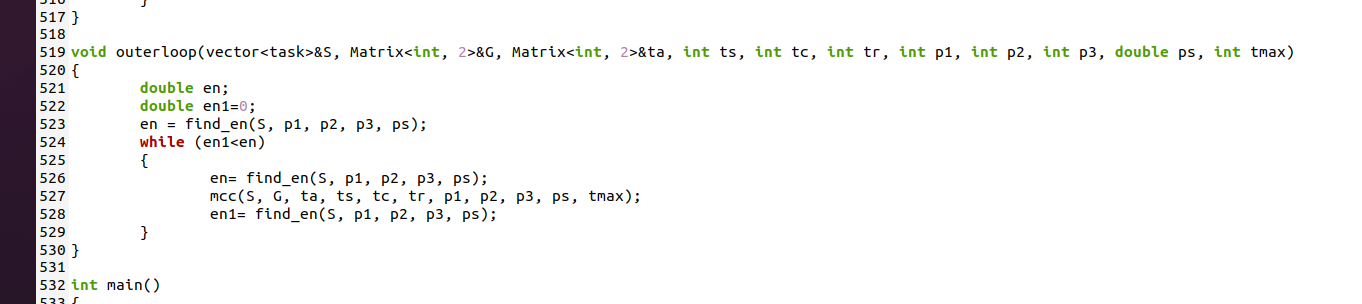 516 }
517 }
518
519 void outerloop(vector<task>&S, Matrix<int, 2>&G, Matrix<int, 2>&ta, int ts, int tc, int tr, int p1, int p2, int p3, double ps, int tmax)
520 {
521 double en;
522 double en1=0;
523 en = find_en(S, p1, p2, p3, ps);
524 while (en1<en)
525 {
526 en= find_en(S, p1, p2, p3, ps);
527 mcc(S, G, ta, ts, tc, tr, p1, p2, p3, ps, tmax);
528 en1= find_en(S, p1, p2, p3, ps);
529 }
530 }
531
532 int main()
533 {